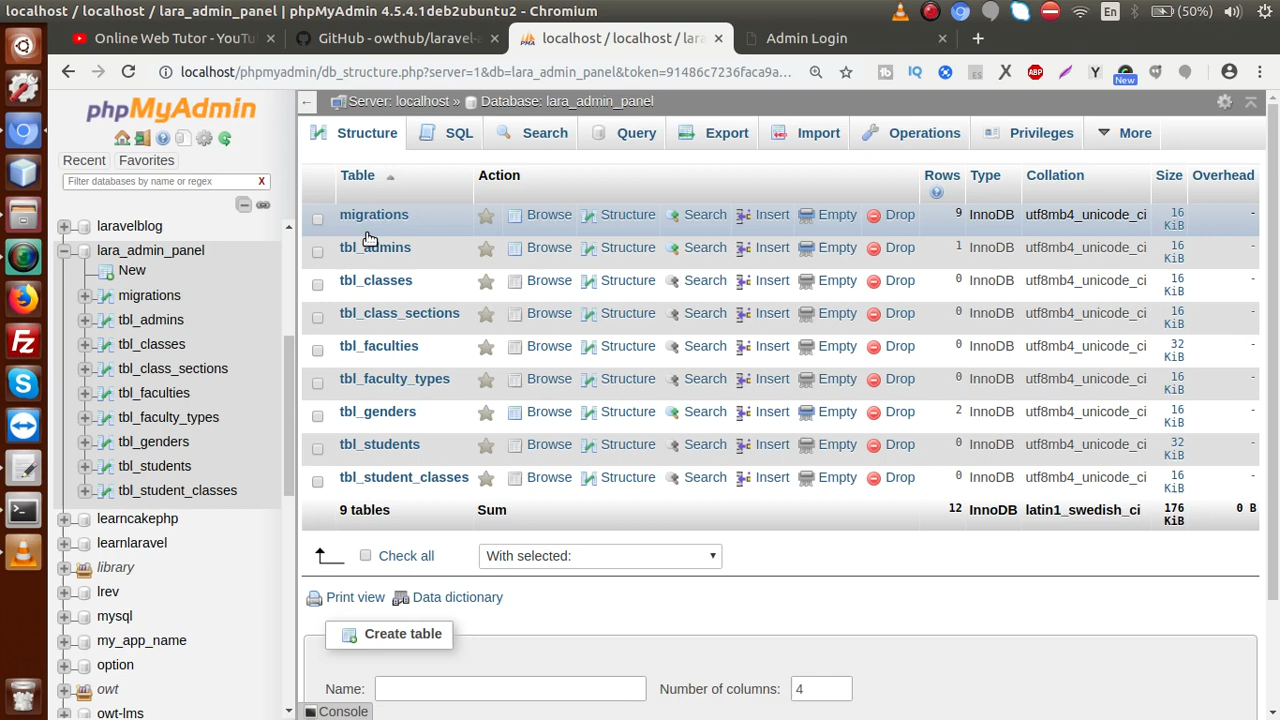 localhost / localhost / lara_admin_panel | phpMyAdmin 4.5.4.1deb2ubuntu2 - Chromium
En
(50%)
Online Web Tutor - YouTu
GitHub - owthub/laravel-a
localhost / localhost / lara
Admin Login
localhost/phpmyadmin/db_structure.php?server=1&db=lara_admin_panel&token=91486c7236faca9a...
IQ
ABP
New
phpMyAdmin
Recent
Favorites
Filter databases by name or regex
X
laravelblog
lara_admin_panel
New
migrations
tbl_admins
tbl_classes
tbl_class_sections
tbl_faculties
tbl_faculty_types
tbl_genders
tbl_students
tbl_student_classes
learncakephp
learnlaravel
library
lrev
mysql
my_app_name
option
owt
owt-lms
Server: localhost » Database: lara_admin_panel
Structure
SQL
Search
Query
Export
Import
Operations
Privileges
More
Table Action Rows Type Collation Size Overhead
migrations Browse Structure Search Insert Empty Drop 9 InnoDB utf8mb4_unicode_ci 16 KiB -
tbl_admins Browse Structure Search Insert Empty Drop 1 InnoDB utf8mb4_unicode_ci 16 KiB -
tbl_classes Browse Structure Search Insert Empty Drop 0 InnoDB utf8mb4_unicode_ci 16 KiB -
tbl_class_sections Browse Structure Search Insert Empty Drop 0 InnoDB utf8mb4_unicode_ci 16 KiB -
tbl_faculties Browse Structure Search Insert Empty Drop 0 InnoDB utf8mb4_unicode_ci 32 KiB -
tbl_faculty_types Browse Structure Search Insert Empty Drop 0 InnoDB utf8mb4_unicode_ci 16 KiB -
tbl_genders Browse Structure Search Insert Empty Drop 2 InnoDB utf8mb4_unicode_ci 16 KiB -
tbl_students Browse Structure Search Insert Empty Drop 0 InnoDB utf8mb4_unicode_ci 32 KiB -
tbl_student_classes Browse Structure Search Insert Empty Drop 0 InnoDB utf8mb4_unicode_ci 16 KiB -
9 tables Sum 12 InnoDB latin1_swedish_ci 176 KiB 0 B
Check all
With selected:
Print view
Data dictionary
Create table
Name:
Number of columns: 4
Console